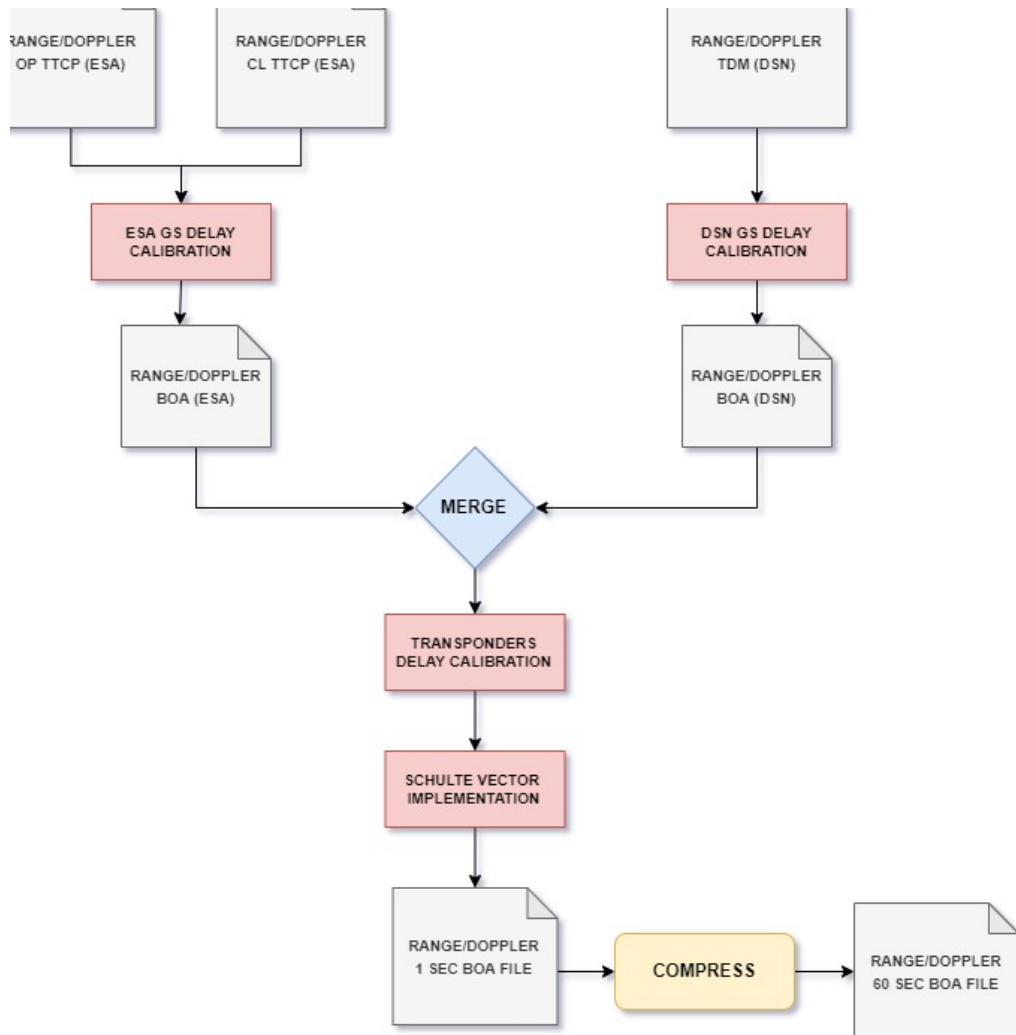 RANGE/DOPPLER
OP TTCP (ESA)
RANGE/DOPPLER
CL TTCP (ESA)
RANGE/DOPPLER
TDM (DSN)
ESA GS DELAY
CALIBRATION
DSN GS DELAY
CALIBRATION
RANGE/DOPPLER
BOA (ESA)
RANGE/DOPPLER
BOA (DSN)
MERGE
TRANSPONDERS
DELAY CALIBRATION
SCHULTE VECTOR
IMPLEMENTATION
RANGE/DOPPLER
1 SEC BOA FILE
COMPRESS
RANGE/DOPPLER
60 SEC BOA FILE